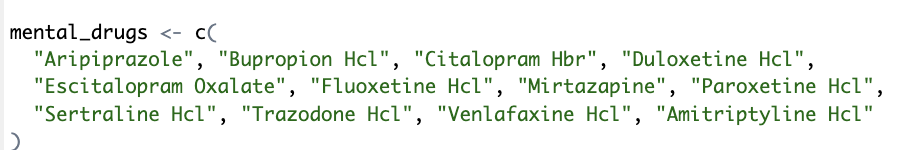 mental_drugs <- c(
"Aripiprazole", "Bupropion Hcl", "Citalopram Hbr", "Duloxetine Hcl",
"Escitalopram Oxalate", "Fluoxetine Hcl", "Mirtazapine", "Paroxetine Hcl",
"Sertraline Hcl", "Trazodone Hcl", "Venlafaxine Hcl", "Amitriptyline Hcl"
)